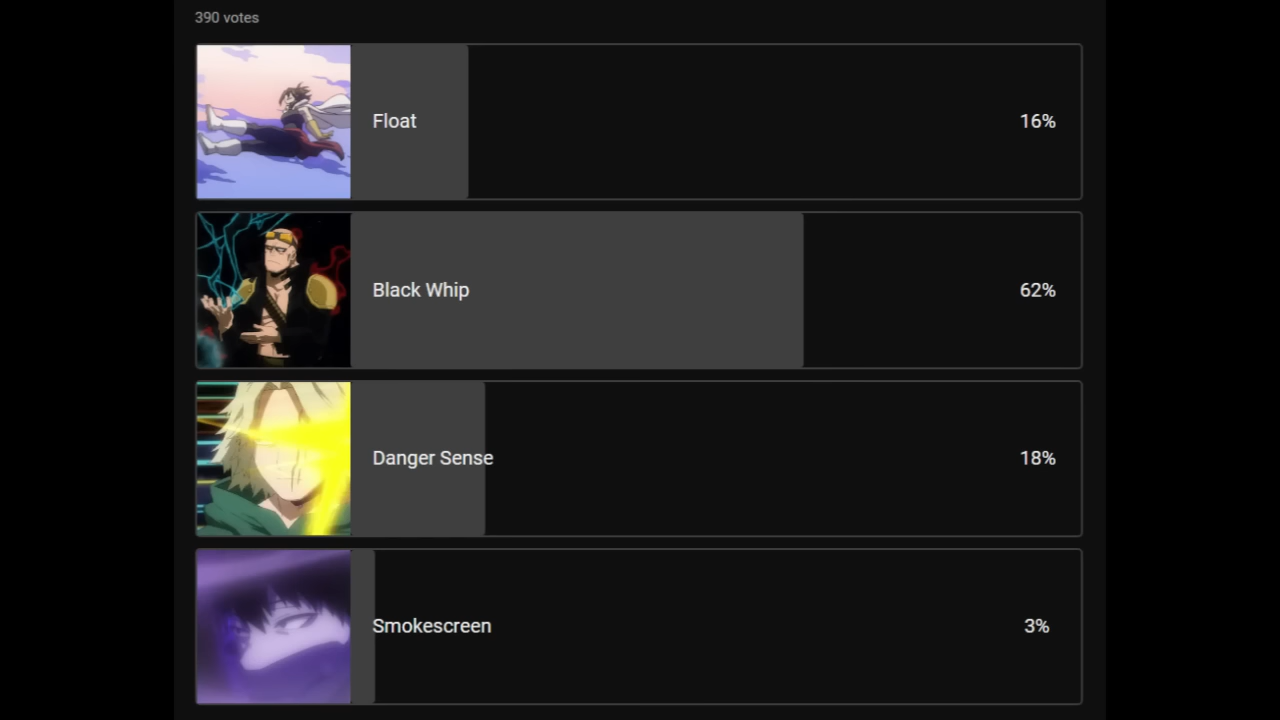 390 votes
Float
16%
Black Whip
62%
Danger Sense
18%
Smokescreen
3%